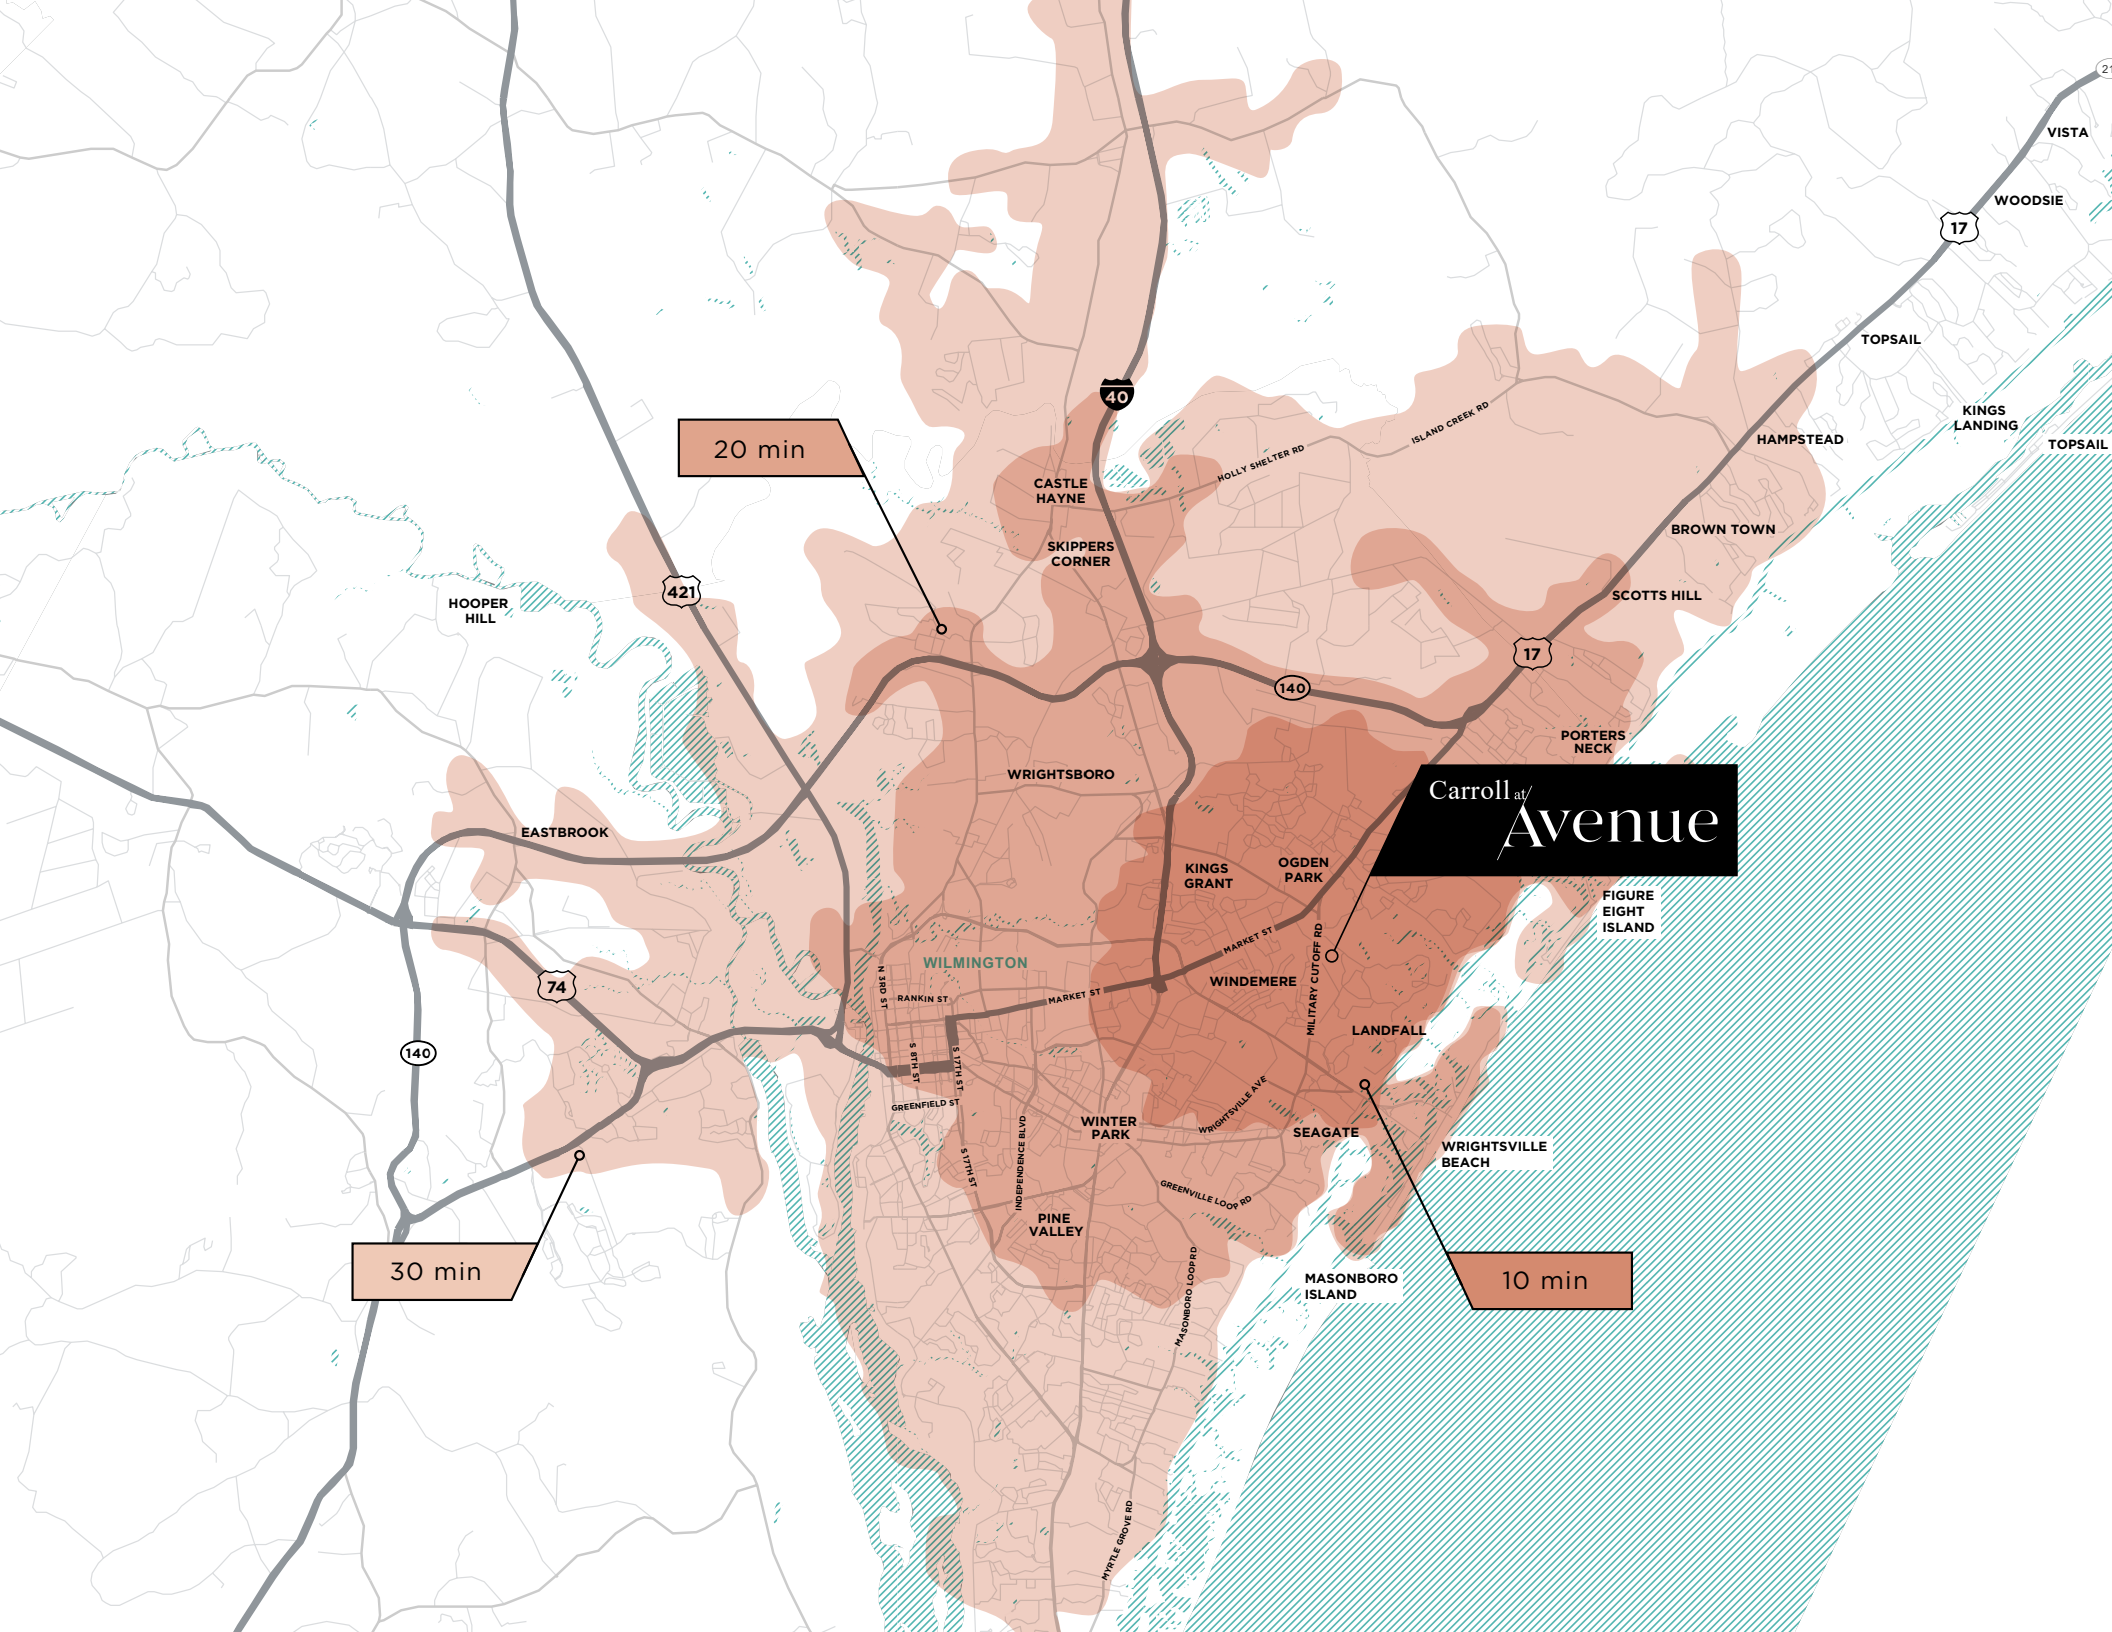 21
VISTA
WOODSIE
17
TOPSAIL
40
KINGS
LANDING
TOPSAIL
HAMPSTEAD
ISLAND CREEK RD
HOLLY SHELTER RD
20 min
CASTLE
HAYNE
BROWN TOWN
SKIPPERS
CORNER
421
SCOTTS HILL
HOOPER
HILL
17
140
PORTERS
NECK
WRIGHTSBORO
Carroll at
Avenue
EASTBROOK
OGDEN
PARK
KINGS
GRANT
FIGURE
EIGHT
ISLAND
MARKET ST
MILITARY CUTOFF RD
WILMINGTON
74
N 3RD ST
RANKIN ST
MARKET ST
WINDEMERE
LANDFALL
140
S 8TH ST
S 17TH ST
GREENFIELD ST
WRIGHTSVILLE AVE
WINTER
PARK
SEAGATE
WRIGHTSVILLE
BEACH
S 17TH ST
INDEPENDENCE BLVD
GREENVILLE LOOP RD
PINE
VALLEY
30 min
MASONBORO LOOP RD
MASONBORO
ISLAND
10 min
MYRTLE GROVE RD